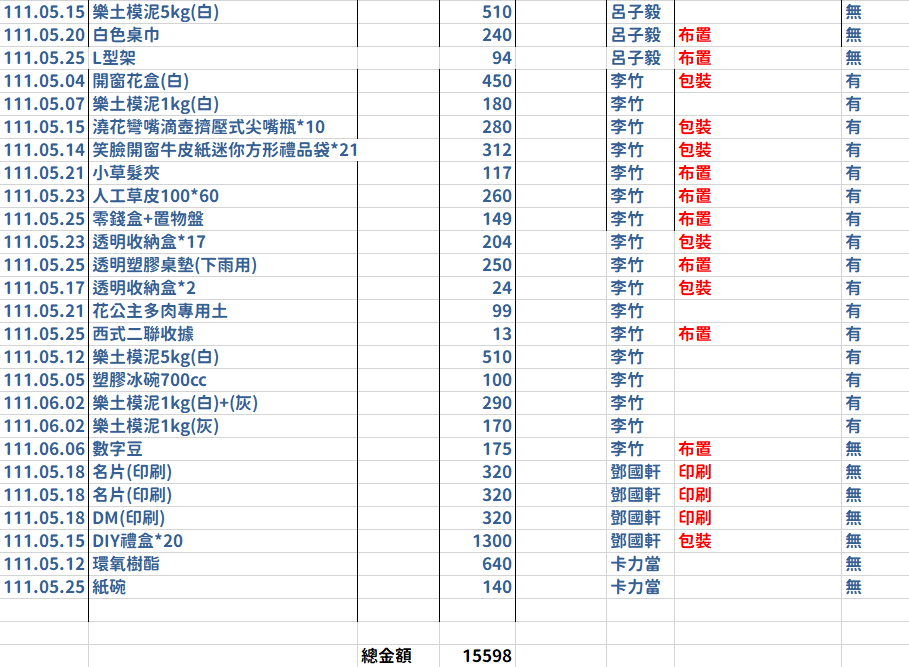 111.05.15 樂土模泥5kg(白) 510 呂子毅 無
111.05.20 白色桌巾 240 呂子毅 布置 無
111.05.25 L型架 94 呂子毅 布置 無
111.05.04 開窗花盒(白) 450 李竹 包裝 有
111.05.07 樂土模泥1kg(白) 180 李竹 有
111.05.15 澆花彎嘴滴壺擠壓式尖嘴瓶*10 280 李竹 包裝 有
111.05.14 笑臉開窗牛皮紙迷你方形禮品袋*21 312 李竹 包裝 有
111.05.21 小草髮夾 117 李竹 布置 有
111.05.23 人工草皮100*60 260 李竹 布置 有
111.05.25 零錢盒+置物盤 149 李竹 布置 有
111.05.23 透明收納盒*17 204 李竹 包裝 有
111.05.25 透明塑膠桌墊(下雨用) 250 李竹 布置 有
111.05.17 透明收納盒*2 24 李竹 包裝 有
111.05.21 花公主多肉專用土 99 李竹 有
111.05.25 西式二聯收據 13 李竹 布置 有
111.05.12 樂土模泥5kg(白) 510 李竹 有
111.05.05 塑膠冰碗700cc 100 李竹 有
111.06.02 樂土模泥1kg(白)+(灰) 290 李竹 有
111.06.02 樂土模泥1kg(灰) 170 李竹 有
111.06.06 數字豆 175 李竹 布置 無
111.05.18 名片(印刷) 320 鄧國軒 印刷 無
111.05.18 名片(印刷) 320 鄧國軒 印刷 無
111.05.18 DM(印刷) 320 鄧國軒 印刷 無
111.05.15 DIY禮盒*20 1300 鄧國軒 包裝 無
111.05.12 環氧樹酯 640 卡力當 無
111.05.25 紙碗 140 卡力當 無
總金額 15598